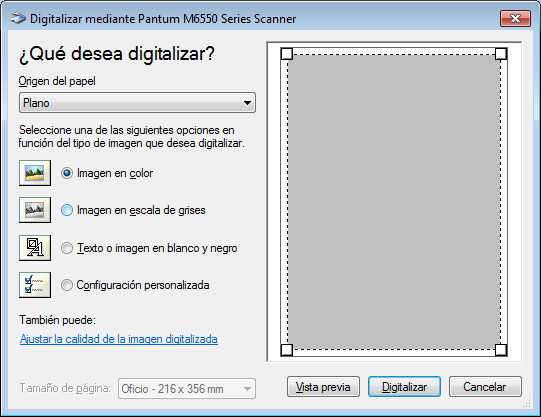 Digitalizar mediante Pantum M6550 Series Scanner
¿Qué desea digitalizar?
Origen del papel
Plano
Seleccione una de las siguientes opciones en
función del tipo de imagen que desea digitalizar.
Imagen en color
Imagen en escala de grises
Texto o imagen en blanco y negro
Configuración personalizada
También puede:
Ajustar la calidad de la imagen digitalizada
Tamaño de página:
Oficio - 216 x 356 mm
Vista previa
Digitalizar
Cancelar